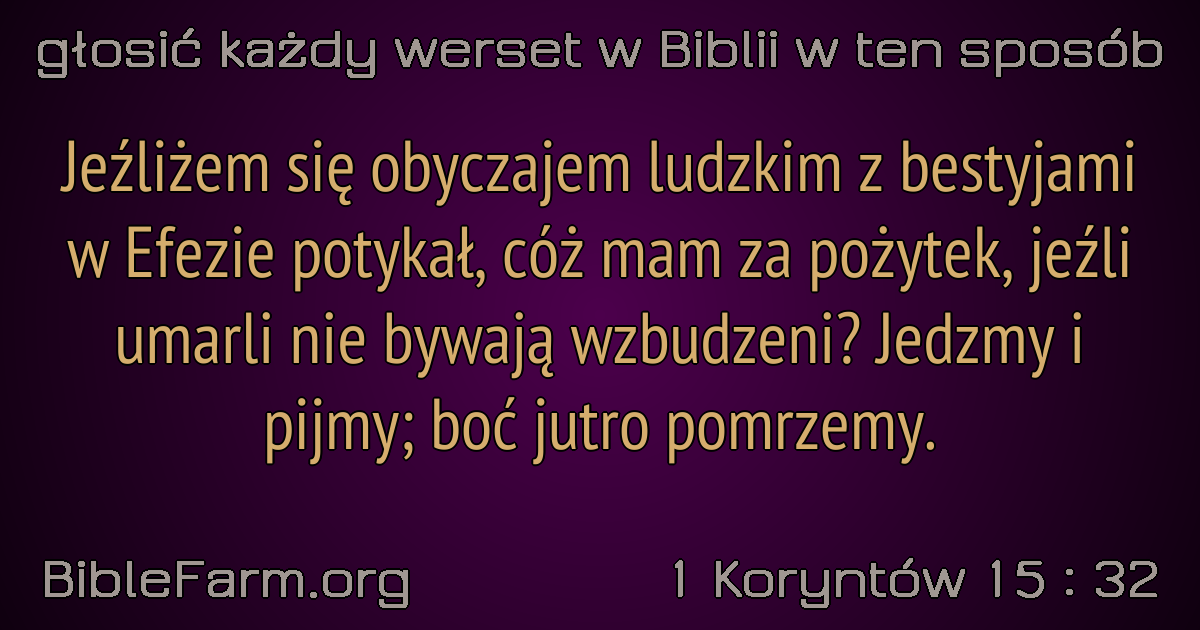 głosić każdy werset w Biblii w ten sposób
Jeźliżem się obyczajem ludzkim z bestyjami
w Efezie potykał, cóż mam za pożytek, jeźli
umarli nie bywają wzbudzeni? Jedzmy i
pijmy; boć jutro pomrzemy.
BibleFarm.org
1 Koryntów 15 : 32